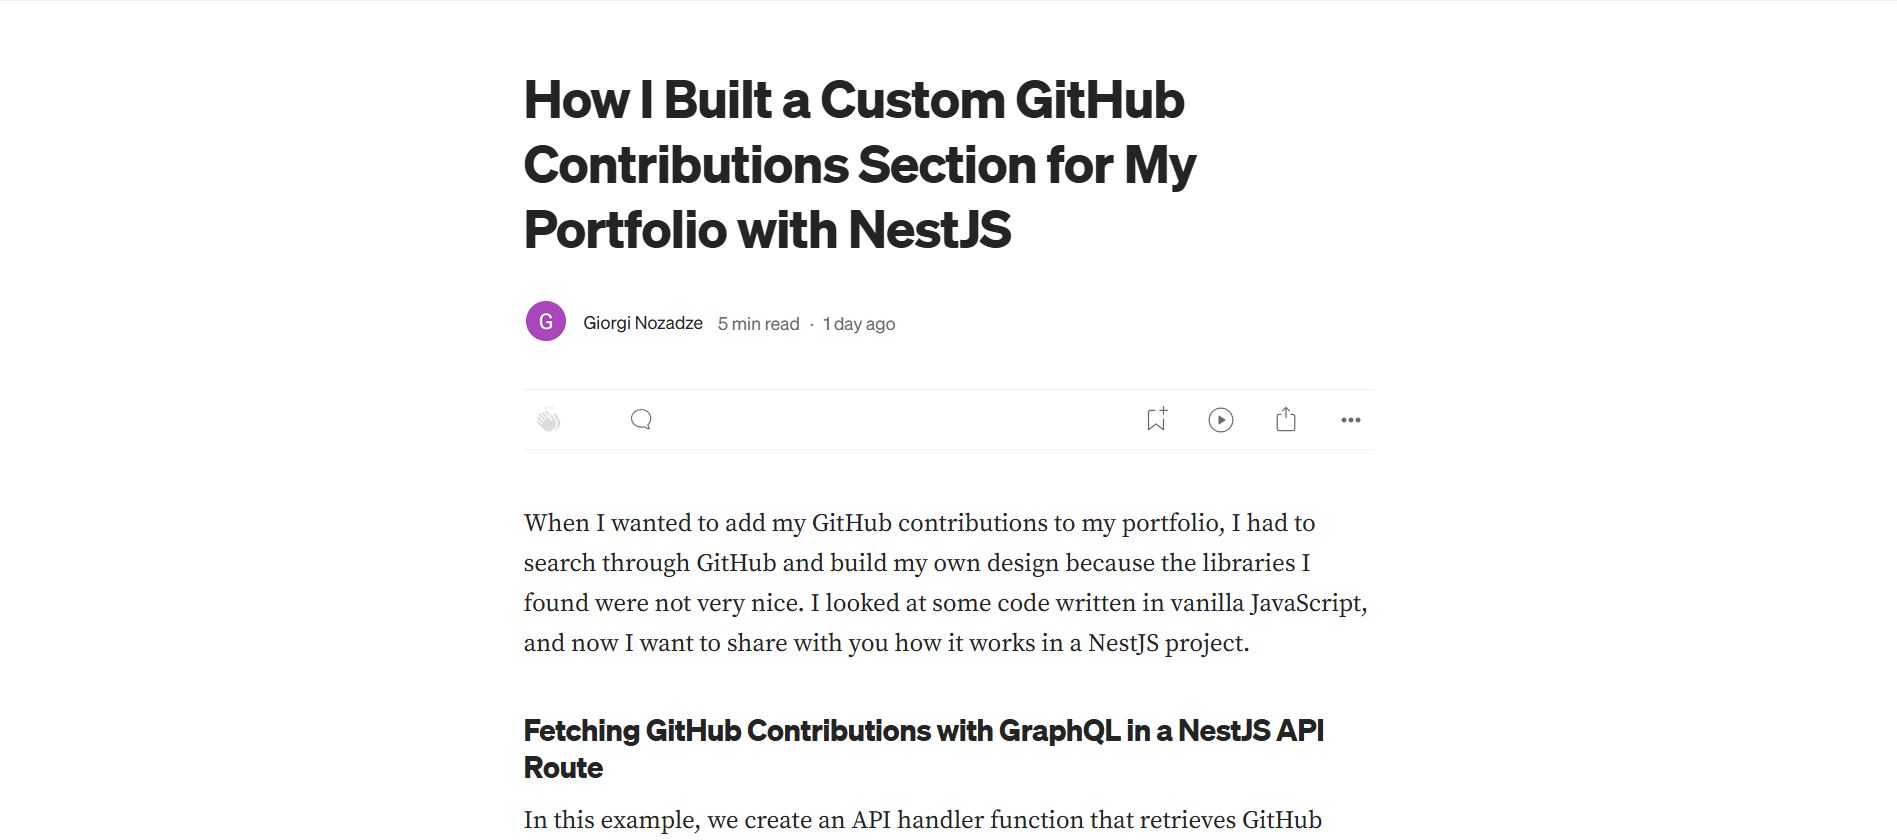 How I Built a Custom GitHub
Contributions Section for My
Portfolio with NestJS
G Giorgi Nozadze 5 min read · 1 day ago
When I wanted to add my GitHub contributions to my portfolio, I had to
search through GitHub and build my own design because the libraries I
found were not very nice. I looked at some code written in vanilla JavaScript,
and now I want to share with you how it works in a NestJS project.
Fetching GitHub Contributions with GraphQL in a NestJS API
Route
In this example, we create an API handler function that retrieves GitHub